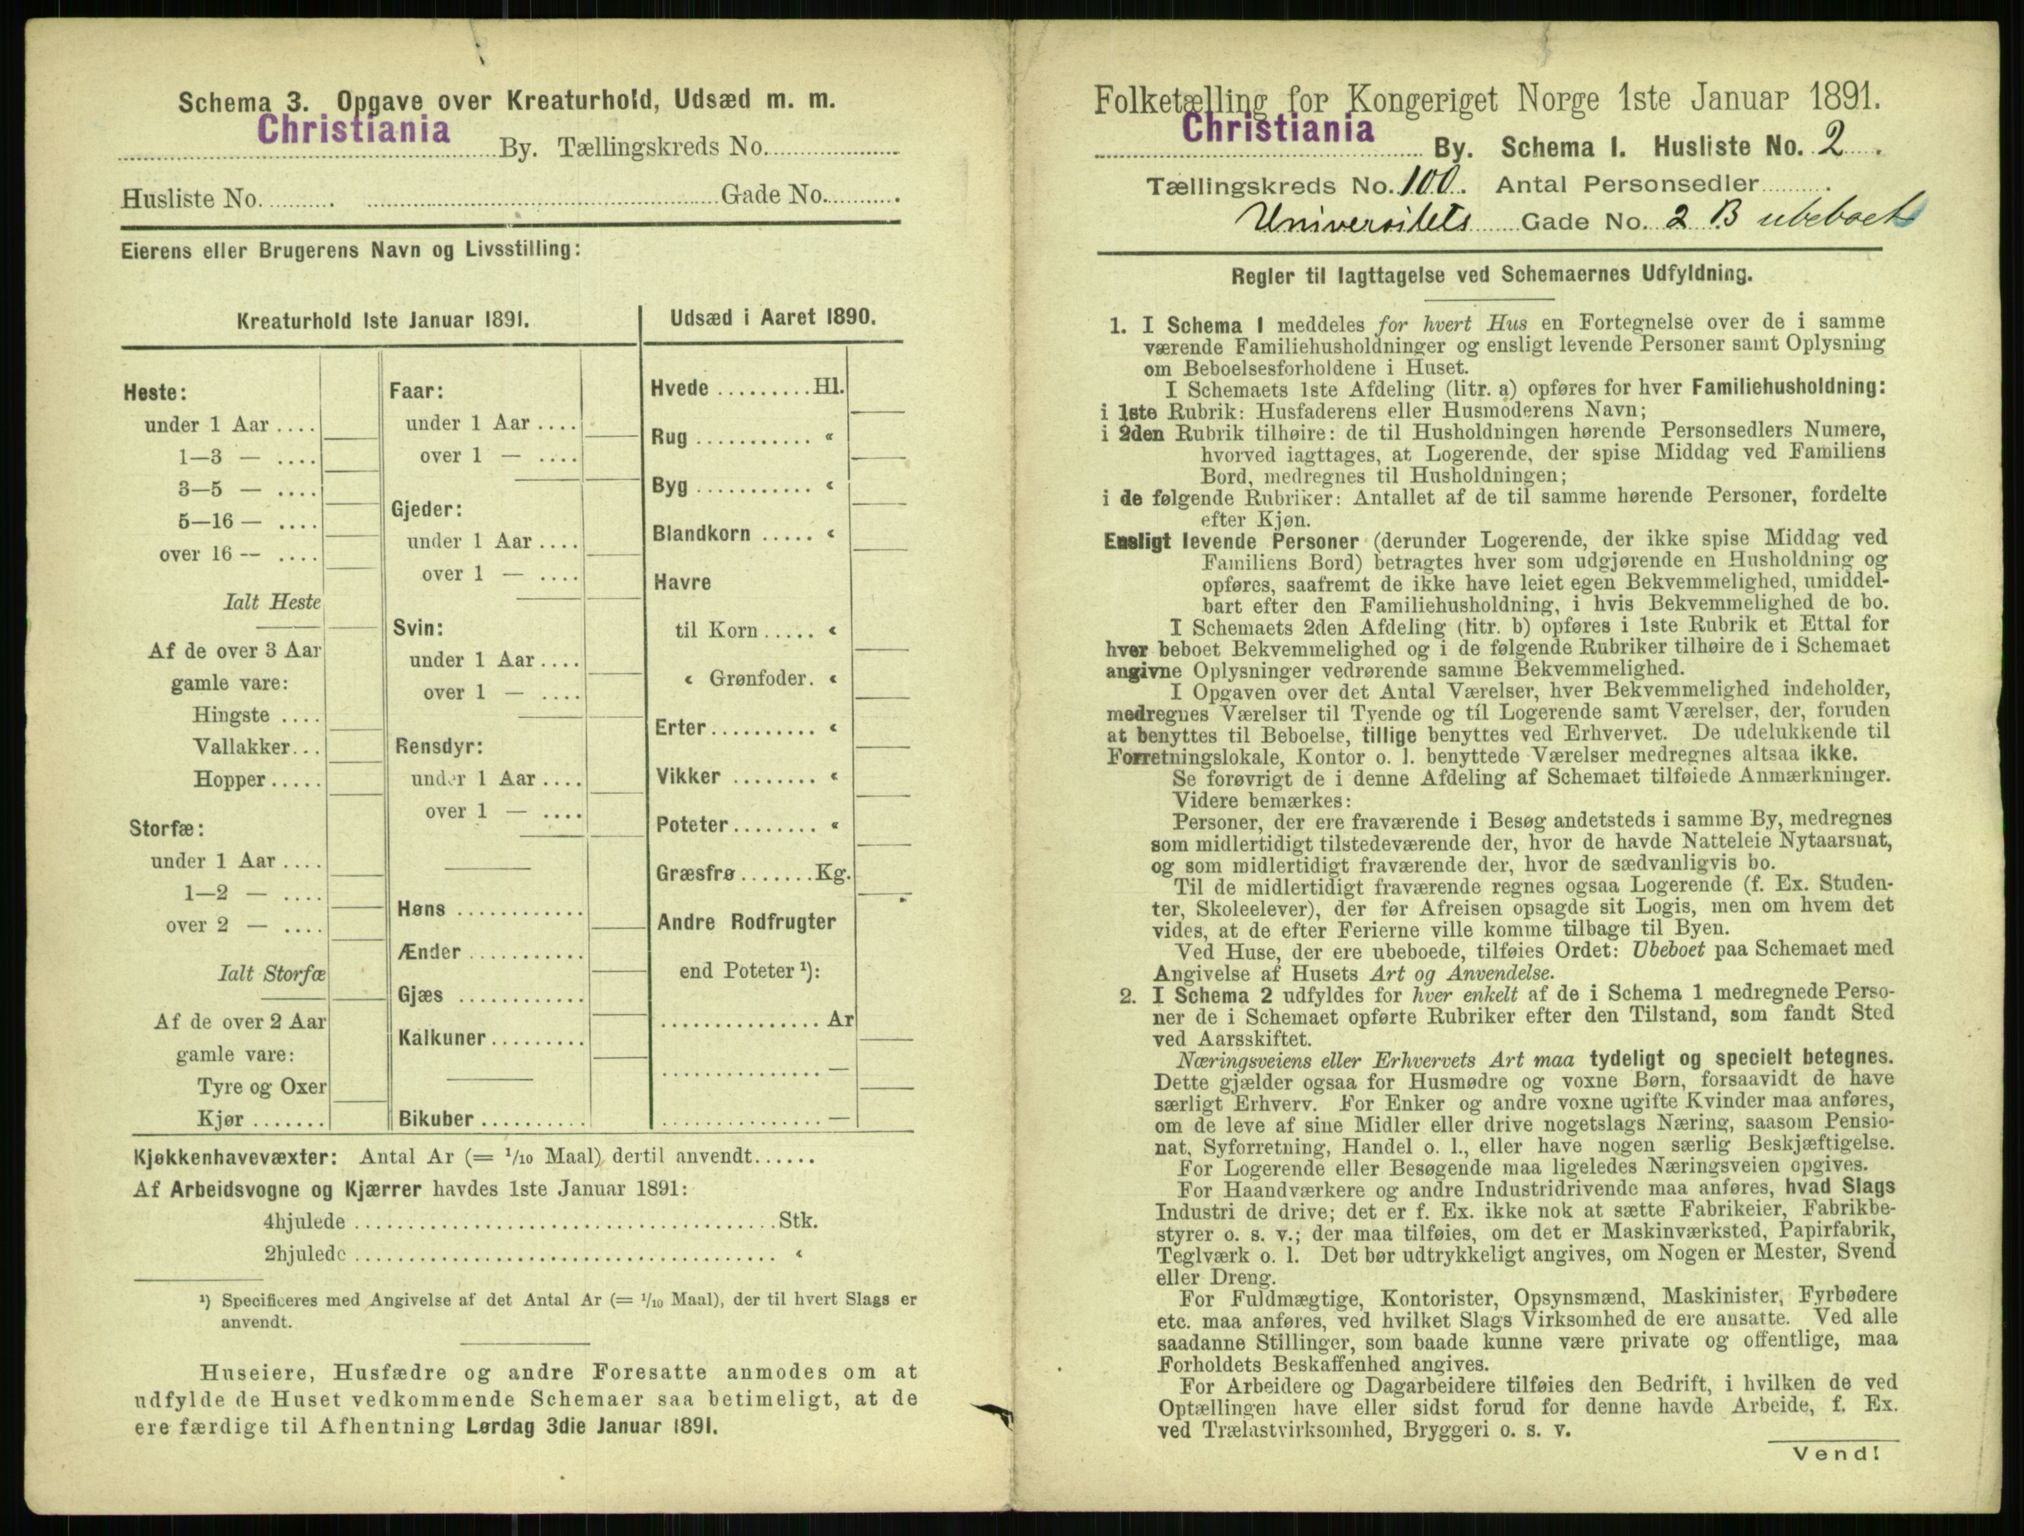 Schema 3. Opgave over Kreaturhold, Udsæd m. m.
Christiania
By. Tællingskreds No.
Husliste No. Gade No.
Eierens eller Brugerens Navn og Livsstilling:
Kreaturhold 1ste Januar 1891.
Heste:
under 1 Aar ....
1—3 — ....
3—5 — ....
5—16 — ....
over 16 — ....
Ialt Heste
Af de over 3 Aar
gamle vare:
Hingste ....
Vallakker...
Hopper.....
Storfæ:
under 1 Aar ....
1—2 — ....
over 2 — ....
Ialt Storfæ
Af de over 2 Aar
gamle vare:
Tyre og Oxer
Kjør .......
Faar:
under 1 Aar ....
over 1 — ....
Gjeder:
under 1 Aar ....
over 1 — ....
Svin:
under 1 Aar ....
over 1 — ....
Rensdyr:
under 1 Aar ....
over 1 — ....
Høns ............
Ænder ...........
Gjæs ............
Kalkuner.........
Bikuber ..........
Udsæd i Aaret 1890.
Hvede .........Hl.
Rug ........... «
Byg ........... «
Blandkorn ..... «
Havre
til Korn ..... «
« Grønfoder. «
Erter.......... «
Vikker ........ «
Poteter........ «
Græsfrø .......Kg.
Andre Rodfrugter
end Poteter ¹):
............... Ar
............... —
............... —
Kjøkkenhavevæxter: Antal Ar (= 1/10 Maal) dertil anvendt......
Af Arbeidsvogne og Kjærrer havdes 1ste Januar 1891:
4hjulede ........................................Stk.
2hjulede ........................................ «
¹) Specificeres med Angivelse af det Antal Ar (= 1/10 Maal), der til hvert Slags er
anvendt.
Huseiere, Husfædre og andre Foresatte anmodes om at
udfylde de Huset vedkommende Schemaer saa betimeligt, at de
ere færdige til Afhentning Lørdag 3die Januar 1891.
Folketælling for Kongeriget Norge 1ste Januar 1891.
Christiania
By. Schema 1. Husliste No. 2
Tællingskreds No. 100. Antal Personsedler
Universitets Gade No. 2 B ubeboet
Regler til Iagttagelse ved Schemaernes Udfyldning.
1. I Schema 1 meddeles for hvert Hus en Fortegnelse over de i samme
værende Familiehusholdninger og ensligt levende Personer samt Oplysning
om Beboelsesforholdene i Huset.
I Schemaets 1ste Afdeling (litr. a) opføres for hver Familiehusholdning:
i 1ste Rubrik: Husfaderens eller Husmoderens Navn;
i 2den Rubrik tilhøire: de til Husholdningen hørende Personsedlers Numere,
hvorved iagttages, at Logerende, der spise Middag ved Familiens
Bord, medregnes til Husholdningen;
i de følgende Rubriker: Antallet af de til samme hørende Personer, fordelte
efter Kjøn.
Ensligt levende Personer (derunder Logerende, der ikke spise Middag ved
Familiens Bord) betragtes hver som udgjørende en Husholdning og
opføres, saafremt de ikke have leiet egen Bekvemmelighed, umiddel-
bart efter den Familiehusholdning, i hvis Bekvemmelighed de bo.
I Schemaets 2den Afdeling (litr. b) opføres i 1ste Rubrik et Ettal for
hver beboet Bekvemmelighed og i de følgende Rubriker tilhøire de i Schemaet
angivne Oplysninger vedrørende samme Bekvemmelighed.
I Opgaven over det Antal Værelser, hver Bekvemmelighed indeholder,
medregnes Værelser til Tyende og til Logerende samt Værelser, der, foruden
at benyttes til Beboelse, tillige benyttes ved Erhvervet. De udelukkende til
Forretningslokale, Kontor o. l. benyttede Værelser medregnes altsaa ikke.
Se forøvrigt de i denne Afdeling af Schemaet tilføiede Anmærkninger.
Videre bemærkes:
Personer, der ere fraværende i Besøg andetsteds i samme By, medregnes
som midlertidigt tilstedeværende der, hvor de havde Natteleie Nytaarsnat,
og som midlertidigt fraværende der, hvor de sædvanligvis bo.
Til de midlertidigt fraværende regnes ogsaa Logerende (f. Ex. Studen-
ter, Skoleelever), der før Afreisen opsagde sit Logis, men om hvem det
vides, at de efter Ferierne ville komme tilbage til Byen.
Ved Huse, der ere ubeboede, tilføies Ordet: Ubeboet paa Schemaet med
Angivelse af Husets Art og Anvendelse.
2. I Schema 2 udfyldes for hver enkelt af de i Schema 1 medregnede Perso-
ner de i Schemaet opførte Rubriker efter den Tilstand, som fandt Sted
ved Aarsskiftet.
Næringsveiens eller Erhvervets Art maa tydeligt og specielt betegnes.
Dette gjælder ogsaa for Husmødre og voxne Børn, forsaavidt de have
særligt Erhverv. For Enker og andre voxne ugifte Kvinder maa anføres,
om de leve af sine Midler eller drive nogetslags Næring, saasom Pensio-
nat, Syforretning, Handel o. l., eller have nogen særlig Beskjæftigelse.
For Logerende eller Besøgende maa ligeledes Næringsveien opgives.
For Haandværkere og andre Industridrivende maa anføres, hvad Slags
Industri de drive; det er f. Ex. ikke nok at sætte Fabrikeier, Fabrikbe-
styrer o. s. v.; der maa tilføies, om det er Maskinværksted, Papirfabrik,
Teglværk o. l. Det bør udtrykkeligt angives, om Nogen er Mester, Svend
eller Dreng.
For Fuldmægtige, Kontorister, Opsynsmænd, Maskinister, Fyrbødere
etc. maa anføres, ved hvilket Slags Virksomhed de ere ansatte. Ved alle
saadanne Stillinger, som baade kunne være private og offentlige, maa
Forholdets Beskaffenhed angives.
For Arbeidere og Dagarbeidere tilføies den Bedrift, i hvilken de ved
Optællingen have eller sidst forud for denne havde Arbeide, f. Ex.
ved Trælastvirksomhed, Bryggeri o. s. v.
Vend!